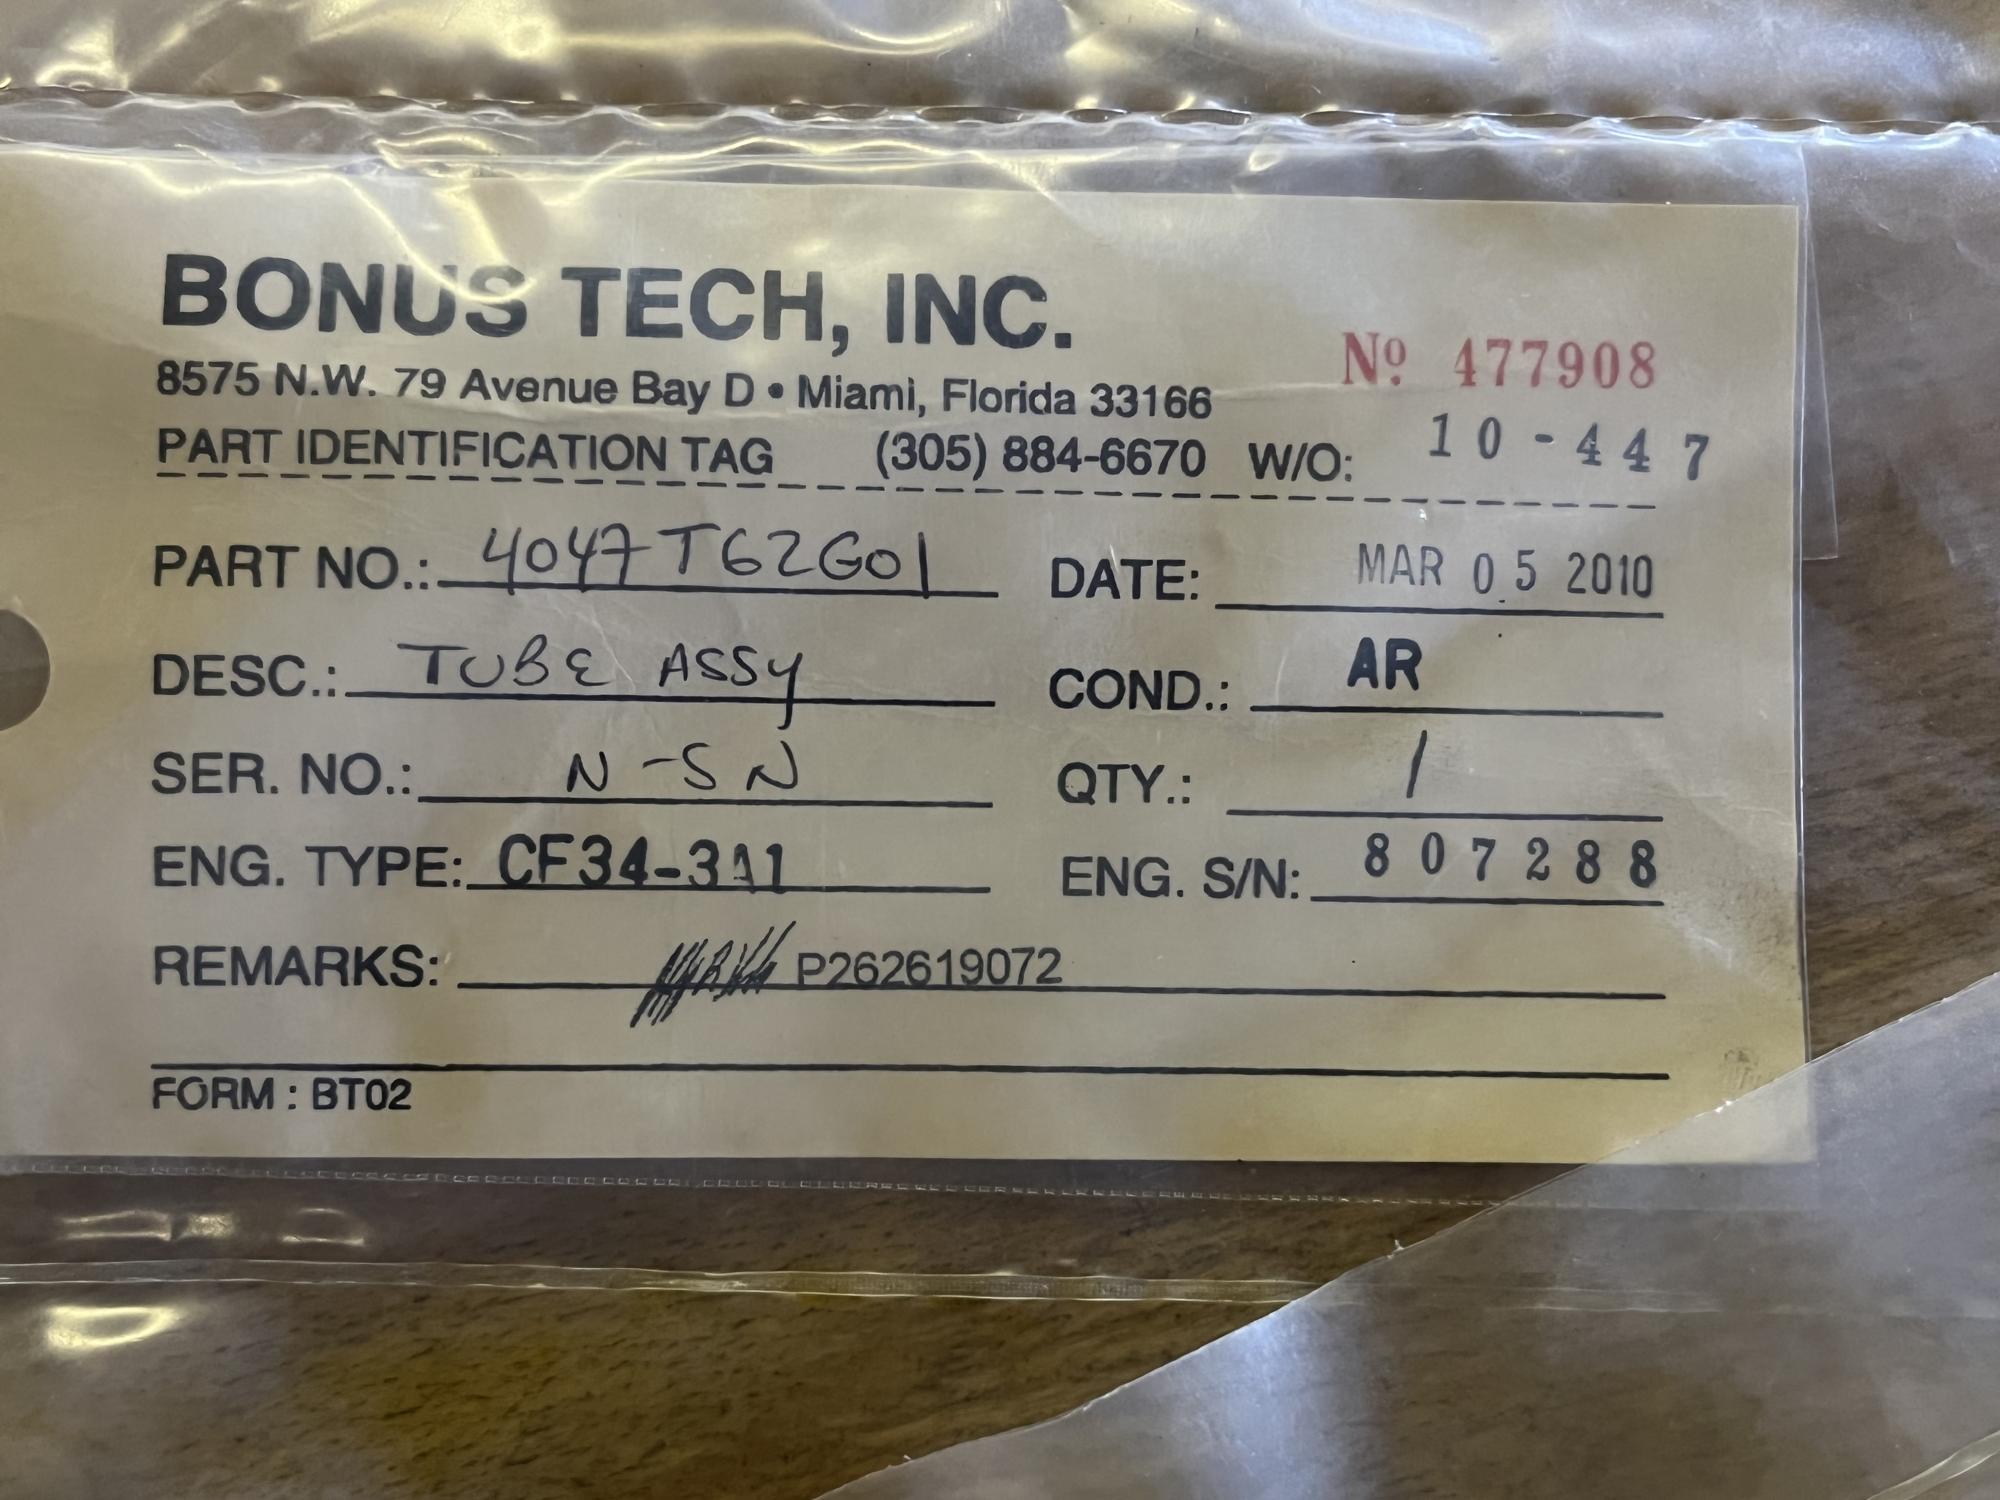 BONUS TECH, INC.
8575 N.W. 79 Avenue Bay D • Miami, Florida 33166
Nº 477908
PART IDENTIFICATION TAG (305) 884-6670 W/O: 10-447
PART NO.: 4047T62G01 DATE: MAR 05 2010
DESC.: TUBE ASSY COND.: AR
SER. NO.: N-SN QTY.: 1
ENG. TYPE: CF34-3A1 ENG. S/N: 807288
REMARKS: P262619072
FORM : BT02